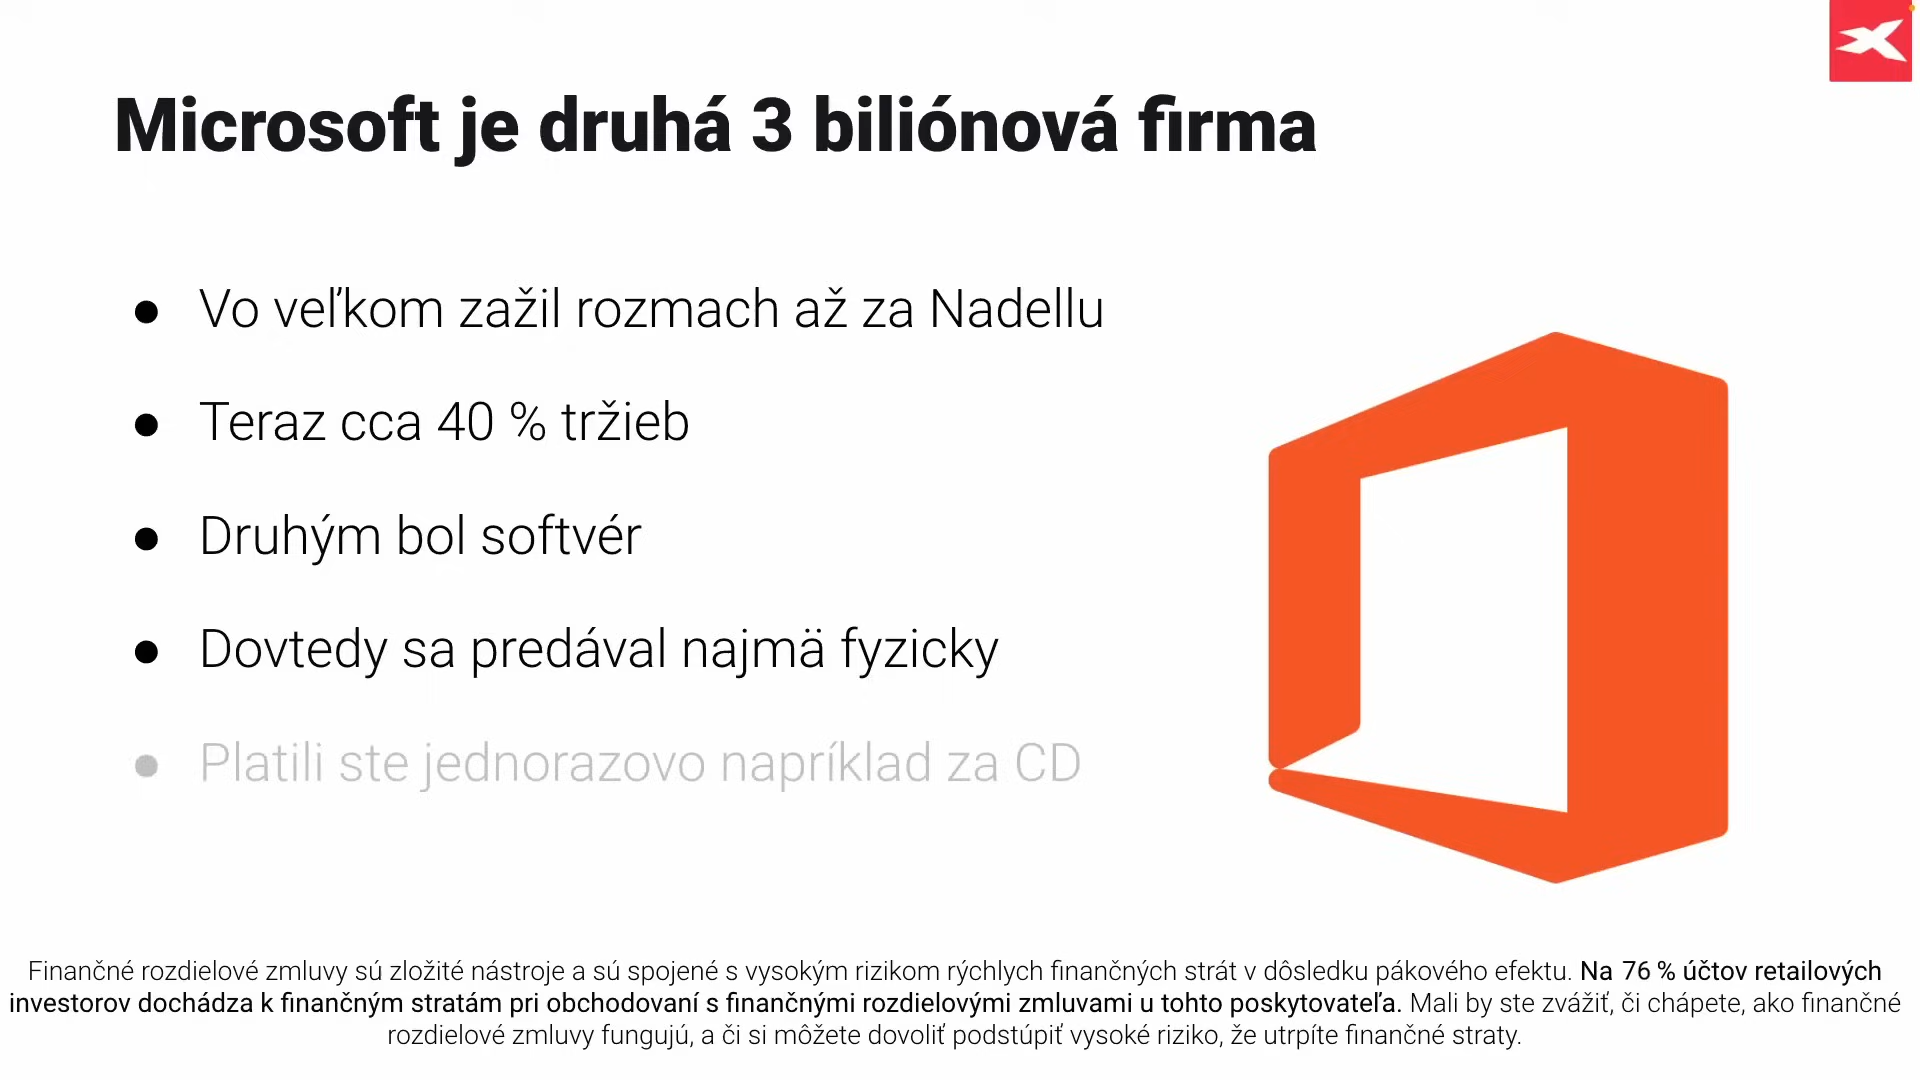 Microsoft je druhá 3 biliónová firma
● Vo veľkom zažil rozmach až za Nadellu
● Teraz cca 40 % tržieb
● Druhým bol softvér
● Dovtedy sa predával najmä fyzicky
● Platili ste jednorazovo napríklad za CD
Finančné rozdielové zmluvy sú zložité nástroje a sú spojené s vysokým rizikom rýchlych finančných strát v dôsledku pákového efektu. Na 76 % účtov retailových
investorov dochádza k finančným stratám pri obchodovaní s finančnými rozdielovými zmluvami u tohto poskytovateľa. Mali by ste zvážiť, či chápete, ako finančné
rozdielové zmluvy fungujú, a či si môžete dovoliť podstúpiť vysoké riziko, že utrpíte finančné straty.